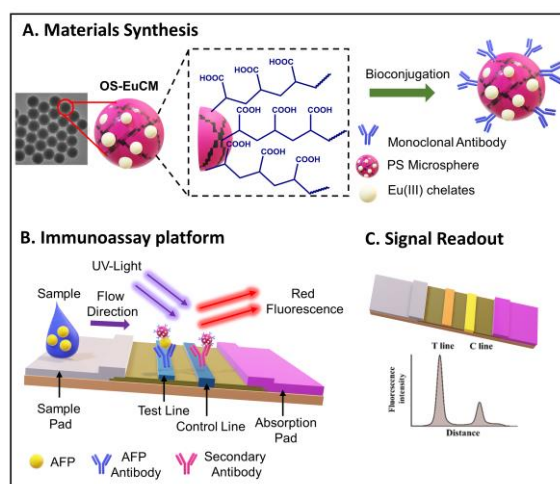 A. Materials Synthesis
OS-EuCM
HOOC
HOOC
HOOC
HOOC
COOH
COOH
COOH
COOH
COOH
COOH
COOH
COOH
Bioconjugation
Monoclonal Antibody
PS Microsphere
Eu(III) chelates
B. Immunoassay platform
UV-Light
Sample
Flow
Direction
Red
Fluorescence
Sample
Pad
Test Line
Control Line
Absorption
Pad
AFP
AFP
Antibody
Secondary
Antibody
C. Signal Readout
T line
C line
Fluorescence
intensity
Distance